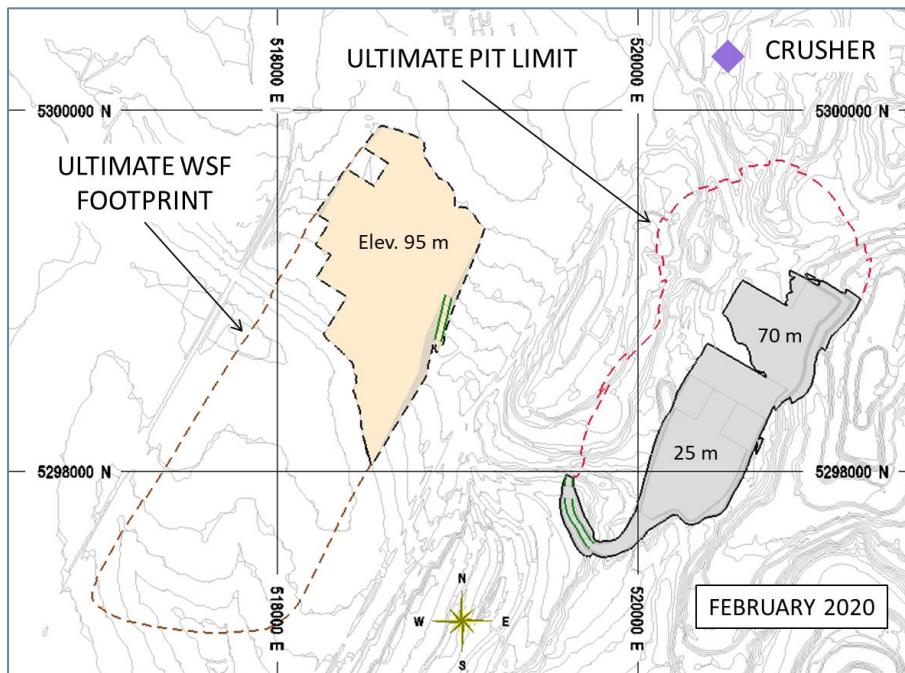 518000 E
520000 E
CRUSHER
ULTIMATE PIT LIMIT
5300000 N
5300000 N
ULTIMATE WSF
FOOTPRINT
Elev. 95 m
70 m
25 m
5298000 N
5298000 N
518000 E
520000 E
N
W
E
S
FEBRUARY 2020